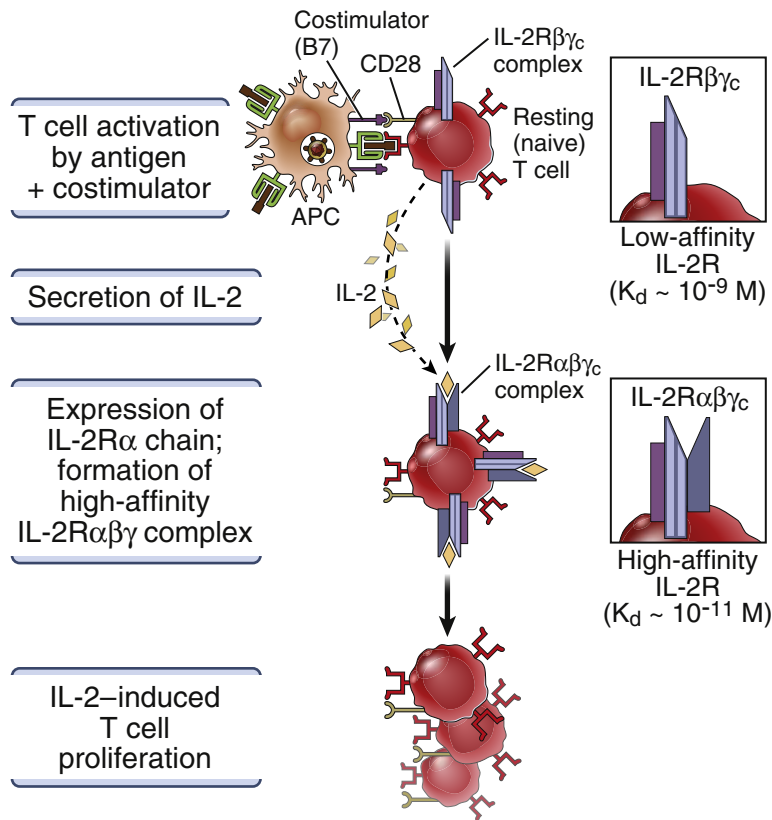 Costimulator
(B7)
CD28
IL-2Rβγc
complex
T cell activation
by antigen
+ costimulator
APC
Resting
(naive)
T cell
IL-2Rβγc
Low-affinity
IL-2R
(Kd ~ 10-9 M)
Secretion of IL-2
IL-2
Expression of
IL-2Rα chain;
formation of
high-affinity
IL-2Rαβγ complex
IL-2Rαβγc
complex
IL-2Rαβγc
High-affinity
IL-2R
(Kd ~ 10-11 M)
IL-2–induced
T cell
proliferation